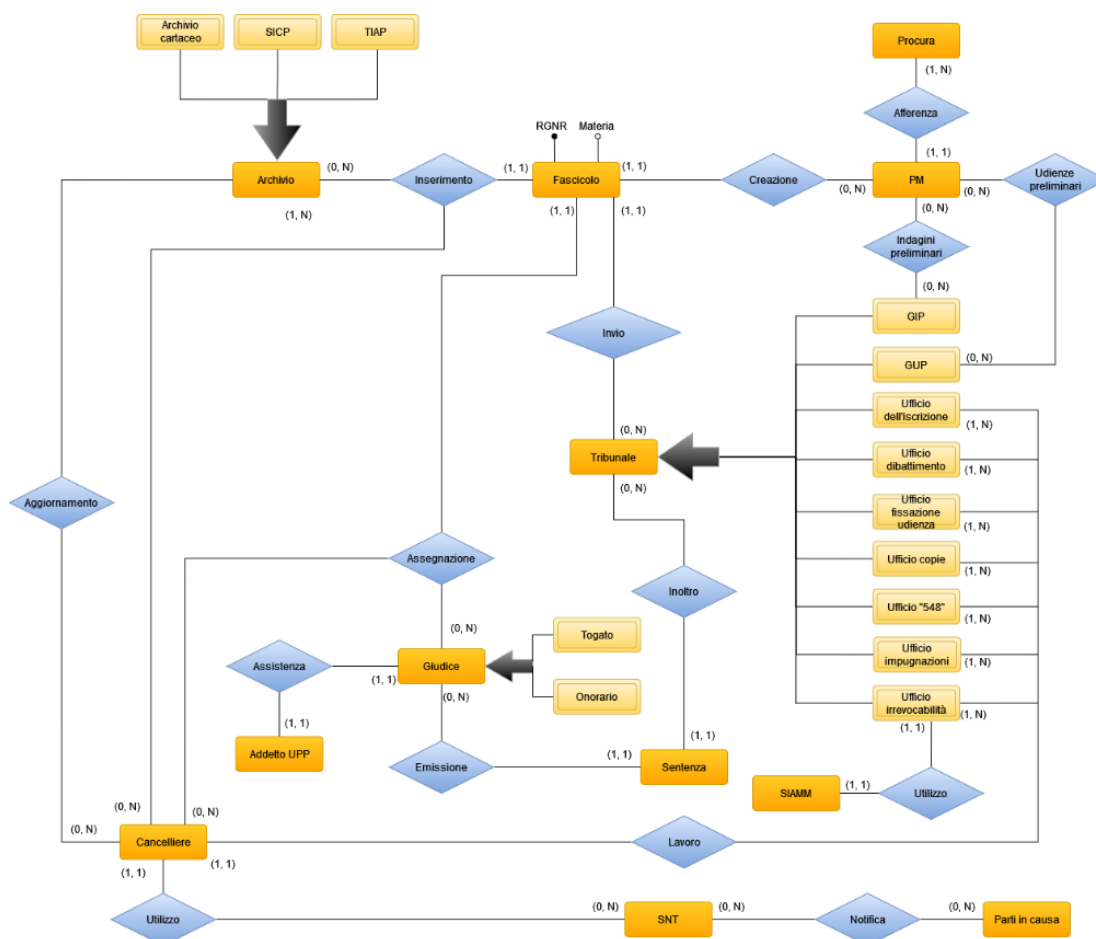 Archivio
cartaceo
SICP
TIAP
Procura
(1, N)
Afferenza
RGNR
Materia
(1, 1)
Archivio
(0, N)
Inserimento
(1, 1)
Fascicolo
(1, 1)
Creazione
(0, N)
PM
(0, N)
Udienze
preliminari
(1, N)
(1, 1)
(1, 1)
(0, N)
Indagini
preliminari
(0, N)
GIP
Invio
GUP
(0, N)
Ufficio
dell'iscrizione
(1, N)
(0, N)
Tribunale
(0, N)
Ufficio
dibattimento
(1, N)
Aggiornamento
Ufficio
fissazione
udienza
(1, N)
Assegnazione
Ufficio copie
(1, N)
Inoltro
Ufficio "548"
(1, N)
(0, N)
Togato
Ufficio
impugnazioni
(1, N)
Assistenza
(1, 1)
Giudice
(0, N)
Onorario
Ufficio
irrevocabilità
(1, N)
(1, 1)
(1, 1)
Addetto UPP
Emissione
(1, 1)
(1, 1)
Sentenza
SIAMM
(1, 1)
Utilizzo
(0, N)
(0, N)
(0, N)
Cancelliere
(1, 1)
(1, 1)
Lavoro
Utilizzo
(0, N)
SNT
(0, N)
Notifica
(0, N)
Parti in causa